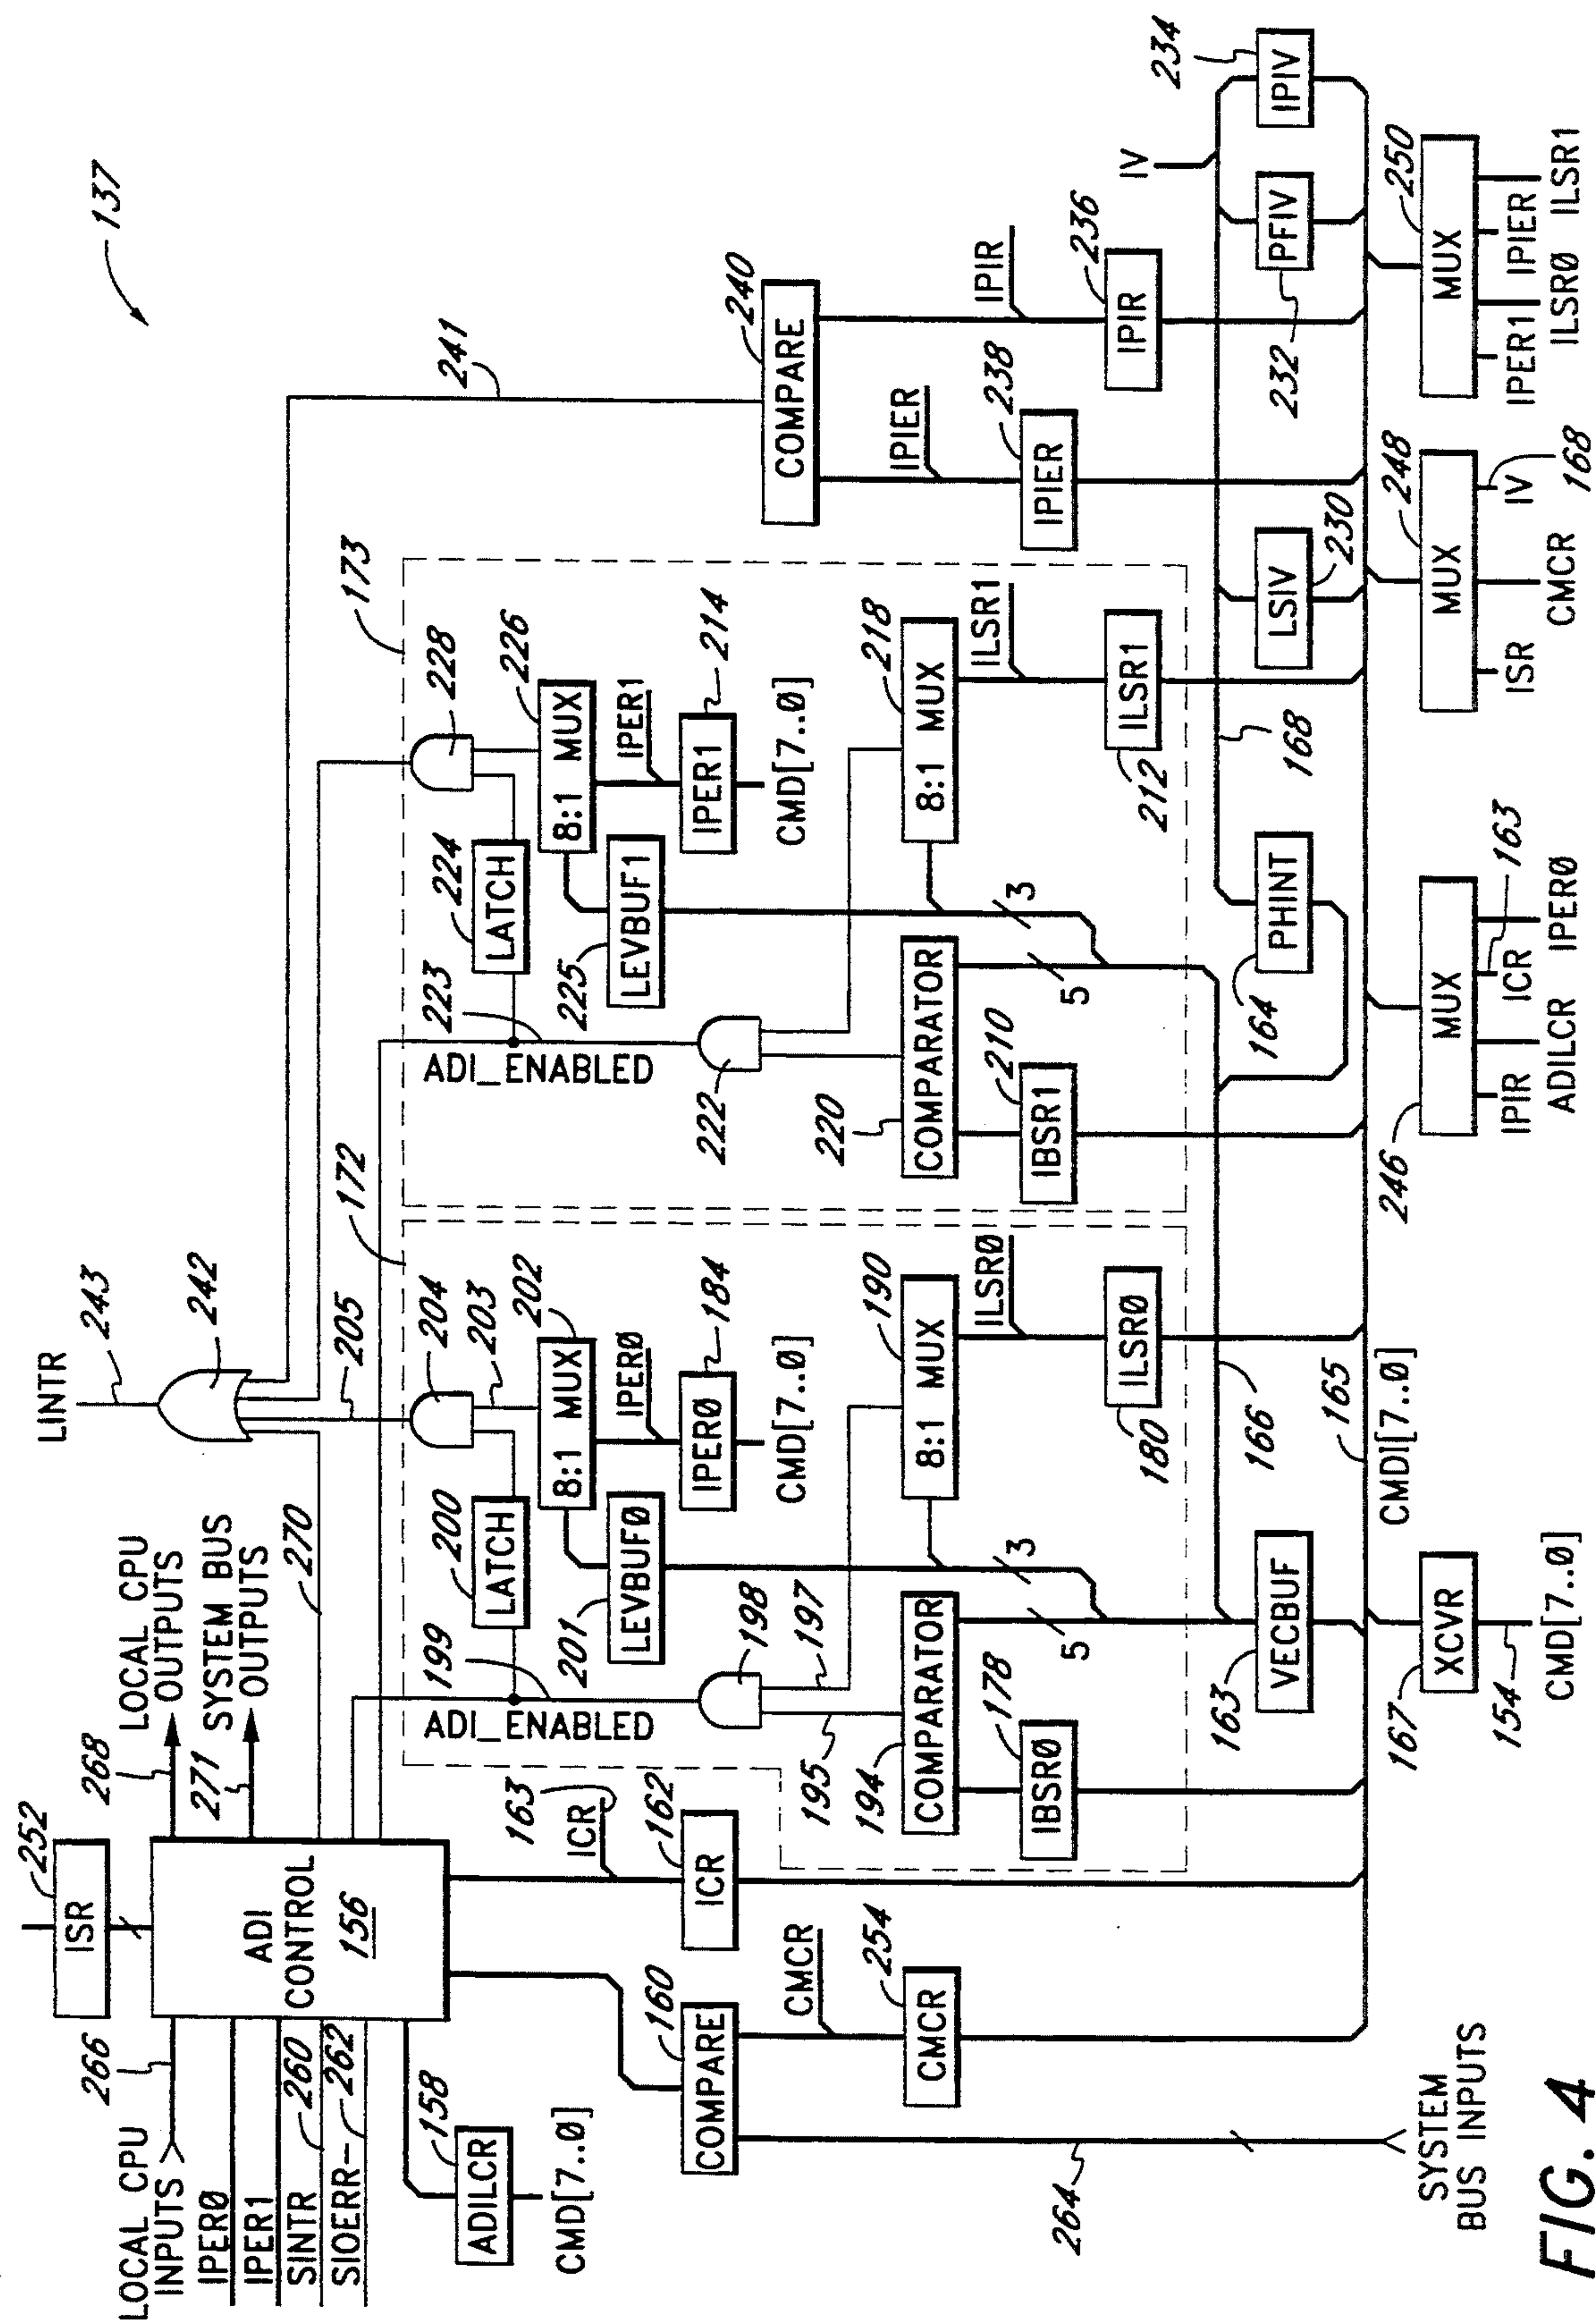 137
LINTR
243
242
LOCAL CPU
OUTPUTS
SYSTEM BUS
OUTPUTS
268
271
270
205
241
252
ISR
266
LOCAL CPU
INPUTS
IPERØ
IPER1
SINTR
260
SIOERR-
262
ADI
CONTROL
156
158
ADILCR
CMD[7..Ø]
172
173
204
203
202
200
LATCH
199
ADI_ENABLED
201
LEVBUFØ
8:1 MUX
IPERØ
184
IPERØ
CMD[7..Ø]
228
226
224
LATCH
223
ADI_ENABLED
225
LEVBUF1
8:1 MUX
IPER1
214
IPER1
CMD[7..Ø]
240
COMPARE
163
ICR
162
ICR
160
COMPARE
CMCR
254
CMCR
264
SYSTEM
BUS INPUTS
198
197
195
194
COMPARATOR
190
8:1 MUX
ILSRØ
178
IBSRØ
5
3
180
ILSRØ
222
220
COMPARATOR
218
8:1 MUX
ILSR1
210
IBSR1
5
3
212
ILSR1
IPIER
238
IPIER
IPIR
236
IPIR
IV
234
IPIV
PFIV
232
LSIV
230
168
PHINT
164
166
163
VECBUF
165
CMDI[7..Ø]
167
XCVR
154
CMD[7..Ø]
246
MUX
IPIR
ADILCR
ICR
163
IPERØ
248
MUX
ISR
CMCR
IV
168
250
MUX
IPER1
ILSRØ
IPIER
ILSR1
FIG. 4